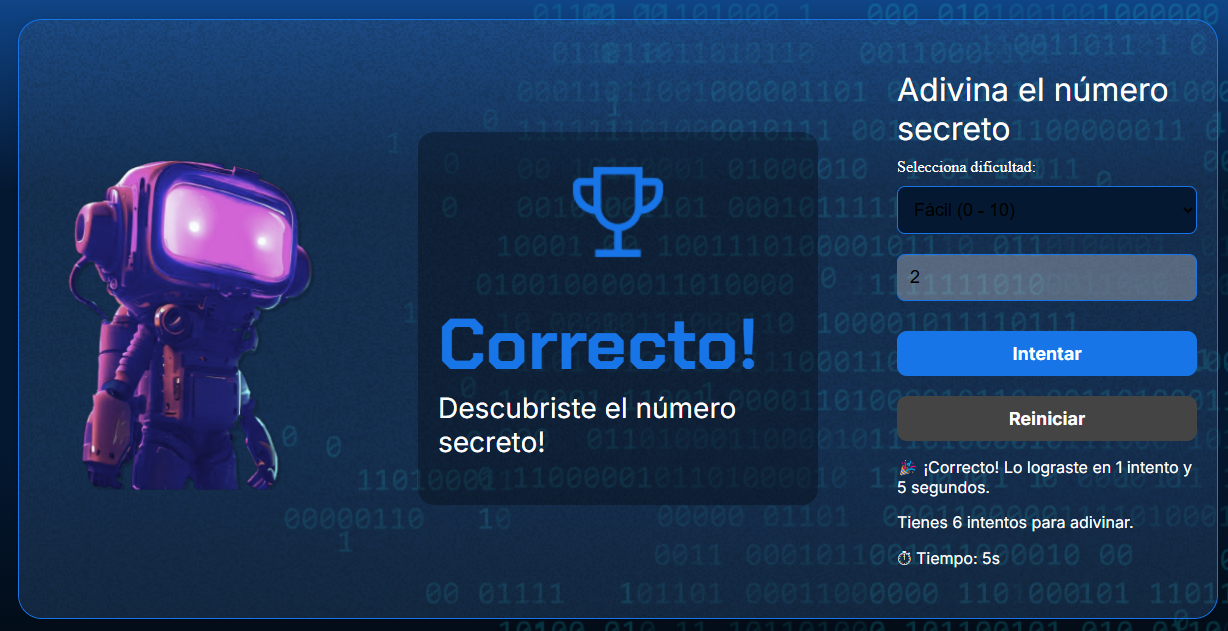 Correcto!
Descubriste el número
secreto!
Adivina el número
secreto
Selecciona dificultad:
Fácil (0 - 10)
2
Intentar
Reiniciar
🎉 ¡Correcto! Lo lograste en 1 intento y
5 segundos.
Tienes 6 intentos para adivinar.
⏱ Tiempo: 5s